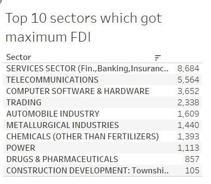 Top 10 sectors which got
maximum FDI
Sector
SERVICES SECTOR (Fin.,Banking,Insuranc.. 8,684
TELECOMMUNICATIONS 5,564
COMPUTER SOFTWARE & HARDWARE 3,652
TRADING 2,338
AUTOMOBILE INDUSTRY 1,609
METALLURGICAL INDUSTRIES 1,440
CHEMICALS (OTHER THAN FERTILIZERS) 1,393
POWER 1,113
DRUGS & PHARMACEUTICALS 857
CONSTRUCTION DEVELOPMENT: Townshi.. 105